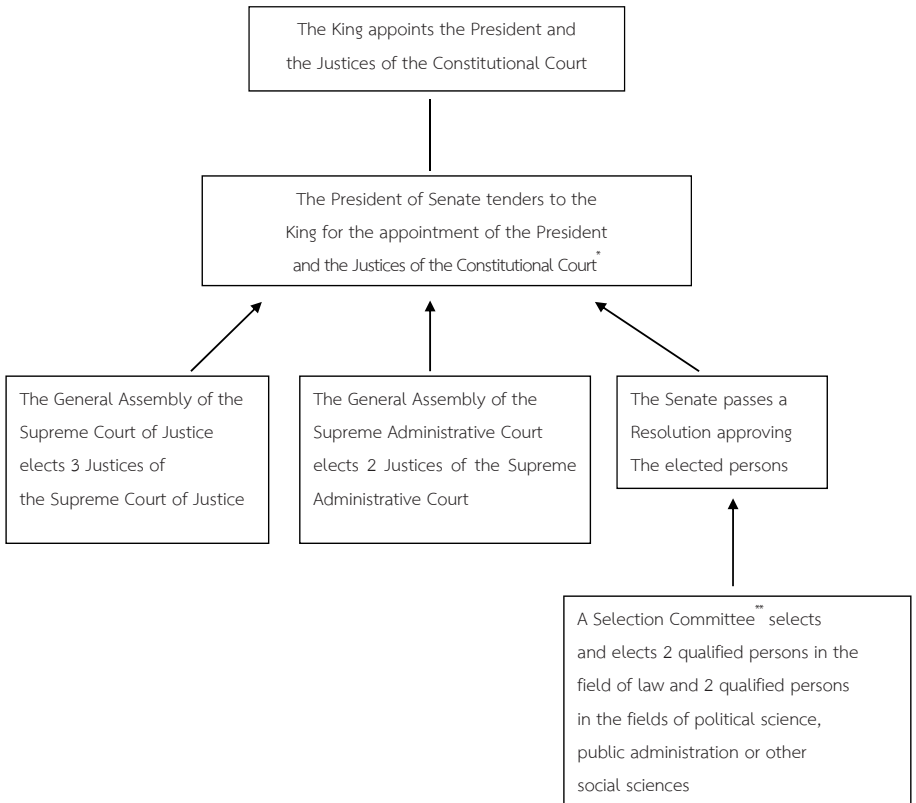 The King appoints the President and
the Justices of the Constitutional Court
The President of Senate tenders to the
King for the appointment of the President
and the Justices of the Constitutional Court*
The General Assembly of the
Supreme Court of Justice
elects 3 Justices of
the Supreme Court of Justice
The General Assembly of the
Supreme Administrative Court
elects 2 Justices of the Supreme
Administrative Court
The Senate passes a
Resolution approving
The elected persons
A Selection Committee** selects
and elects 2 qualified persons in the
field of law and 2 qualified persons
in the fields of political science,
public administration or other
social sciences